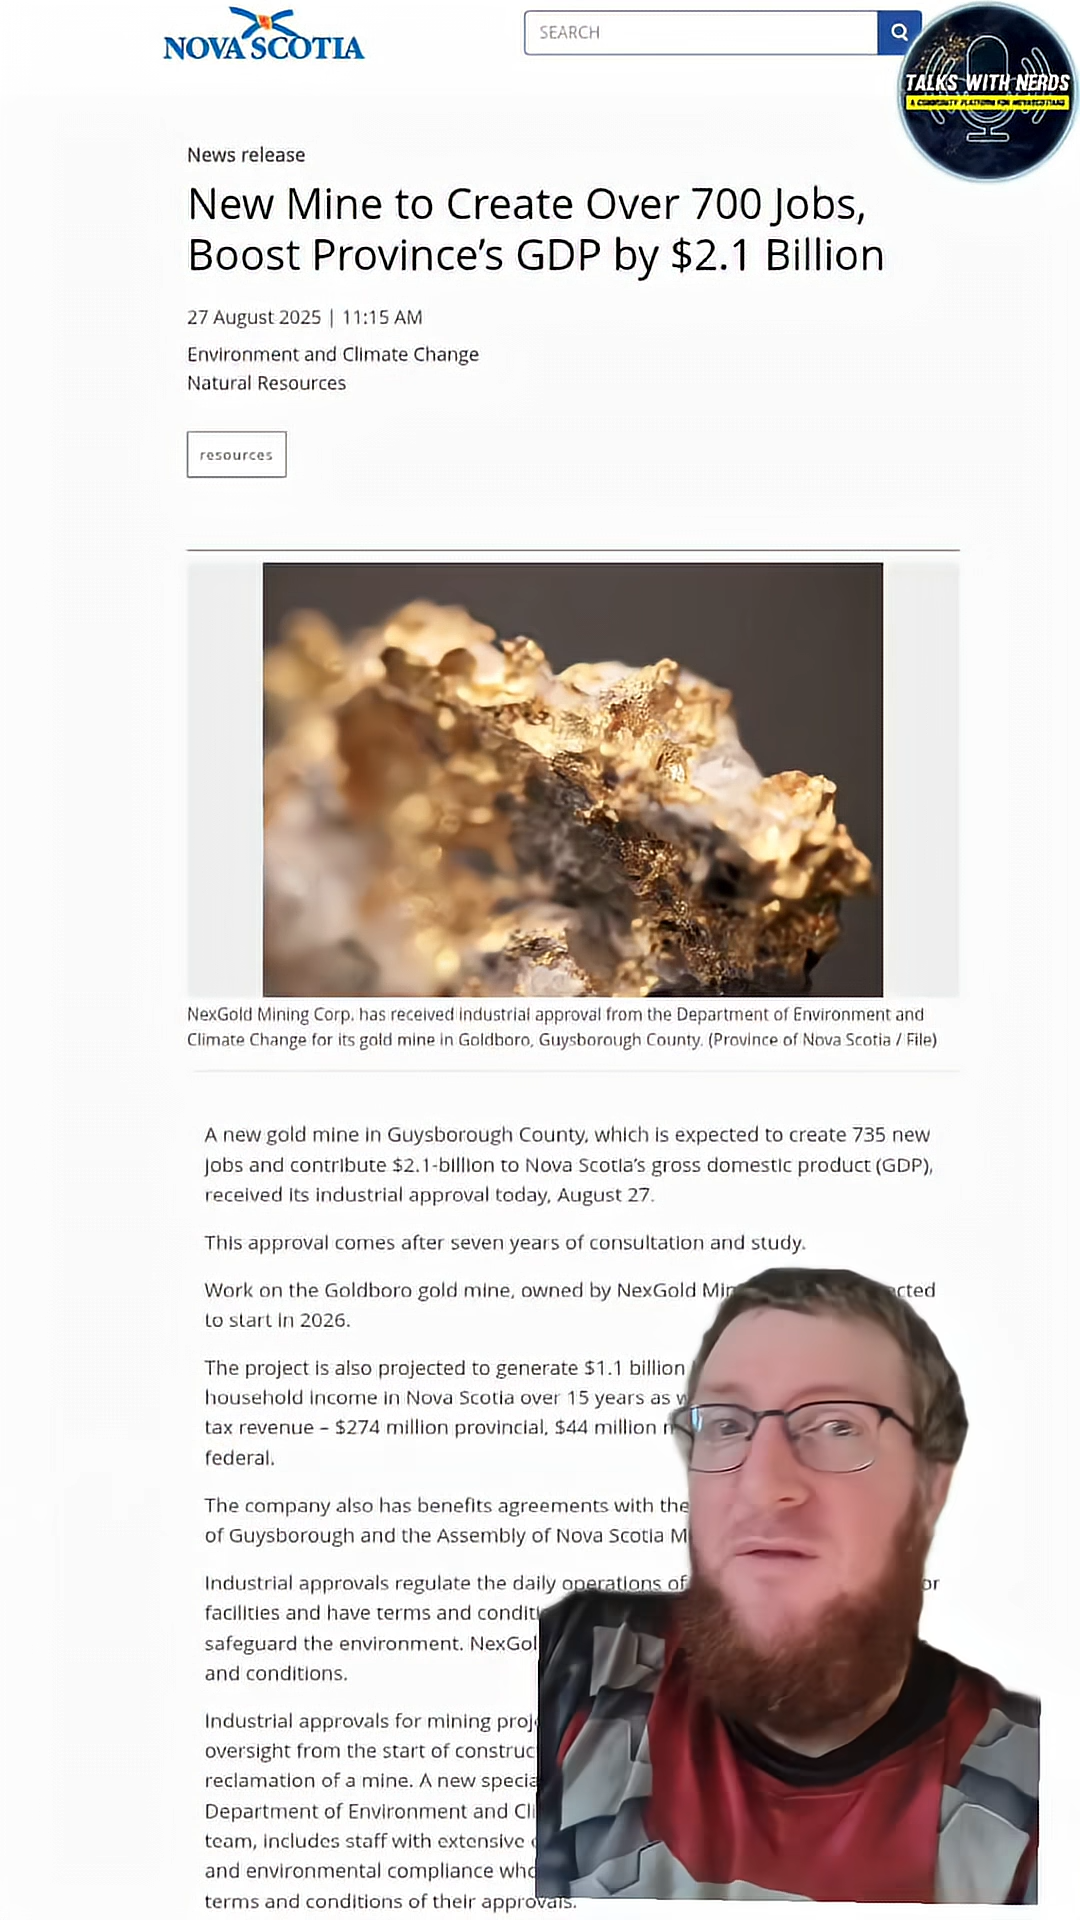 NOVA SCOTIA
SEARCH
TALKS WITH NERDS
A COMMUNITY PLATFORM FOR NOVASCOTIANS
News release
New Mine to Create Over 700 Jobs,
Boost Province’s GDP by $2.1 Billion
27 August 2025 | 11:15 AM
Environment and Climate Change
Natural Resources
resources
NexGold Mining Corp. has received industrial approval from the Department of Environment and
Climate Change for its gold mine in Goldboro, Guysborough County. (Province of Nova Scotia / File)
A new gold mine in Guysborough County, which is expected to create 735 new
jobs and contribute $2.1-billion to Nova Scotia’s gross domestic product (GDP),
received its industrial approval today, August 27.
This approval comes after seven years of consultation and study.
Work on the Goldboro gold mine, owned by NexGold
to start in 2026.
The project is also projected to generate $1.1 billion
household income in Nova Scotia over 15 years as
tax revenue – $274 million provincial, $44 million
federal.
The company also has benefits agreements with the
of Guysborough and the Assembly of Nova Scotia
Industrial approvals regulate the daily operations of or
facilities and have terms and
safeguard the environment.
and conditions.
Industrial approvals for mining
oversight from the start of
reclamation of a mine. A new
Department of Environment and
team, includes staff with extensive
and environmental compliance
terms and conditions of their approvals.